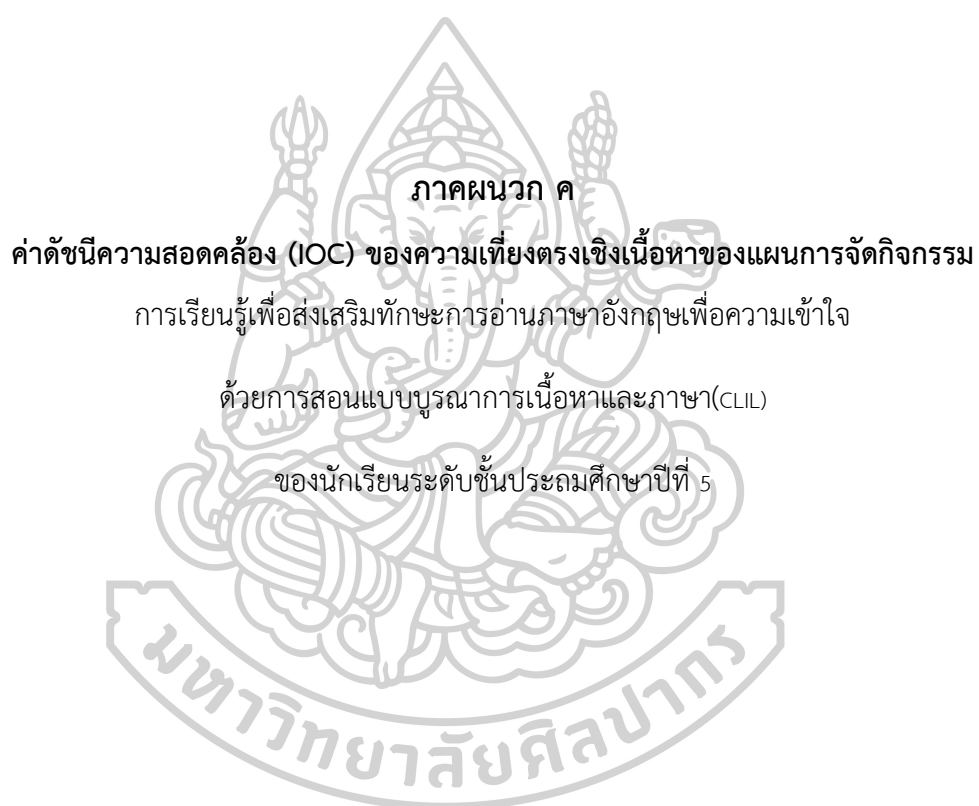 ภาคผนวก ค
ค่าดัชนีความสอดคล้อง (IOC) ของความเที่ยงตรงเชิงเนื้อหาของแผนการจัดกิจกรรม
การเรียนรู้เพื่อส่งเสริมทักษะการอ่านภาษาอังกฤษเพื่อความเข้าใจ
ด้วยการสอนแบบบูรณาการเนื้อหาและภาษา(CLIL)
ของนักเรียนระดับชั้นประถมศึกษาปีที่ 5
มหาวิทยาลัยศิลปากร